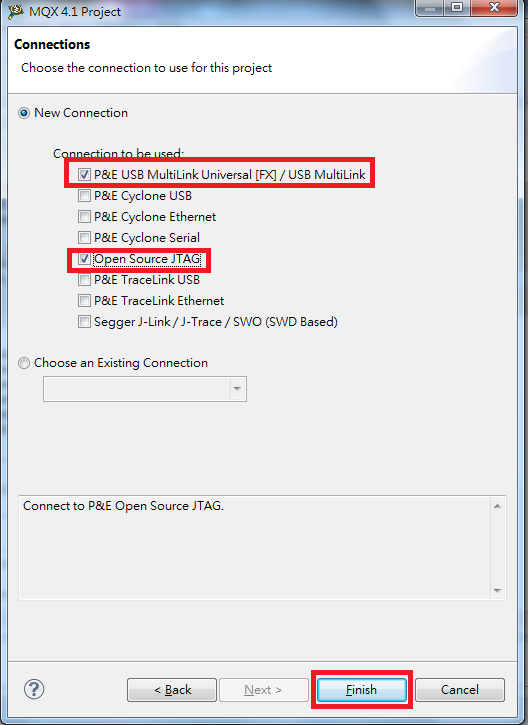 MQX 4.1 Project
Connections
Choose the connection to use for this project
New Connection
Connection to be used:
P&E USB MultiLink Universal [FX] / USB MultiLink
P&E Cyclone USB
P&E Cyclone Ethernet
P&E Cyclone Serial
Open Source JTAG
P&E TraceLink USB
P&E TraceLink Ethernet
Segger J-Link / J-Trace / SWO (SWD Based)
Choose an Existing Connection
Connect to P&E Open Source JTAG.
?
< Back
Next >
Finish
Cancel